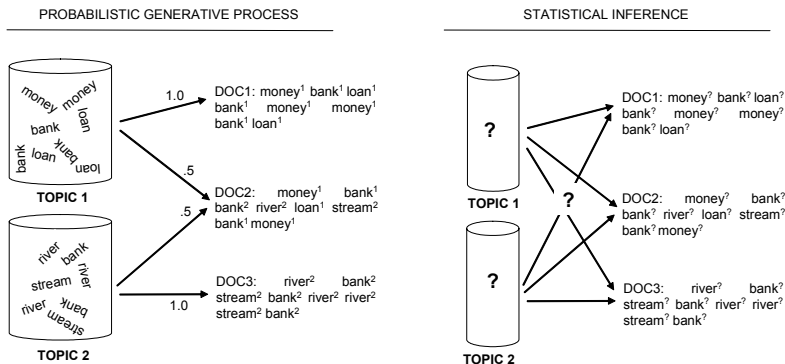 PROBABILISTIC GENERATIVE PROCESS
money
money
loan
bank
bank
loan
bank
loan
TOPIC 1
1.0
.5
DOC1: money¹ bank¹ loan¹
bank¹ money¹ money¹
bank¹ loan¹
DOC2: money¹ bank¹
bank² river² loan¹ stream²
bank¹ money¹
river
bank
river
stream
river
bank
stream
TOPIC 2
.5
1.0
DOC3: river² bank²
stream² bank² river² river²
stream² bank²
STATISTICAL INFERENCE
?
TOPIC 1
?
TOPIC 2
?
DOC1: money? bank? loan?
bank? money? money?
bank? loan?
DOC2: money? bank?
bank? river? loan? stream?
bank? money?
DOC3: river? bank?
stream? bank? river? river?
stream? bank?